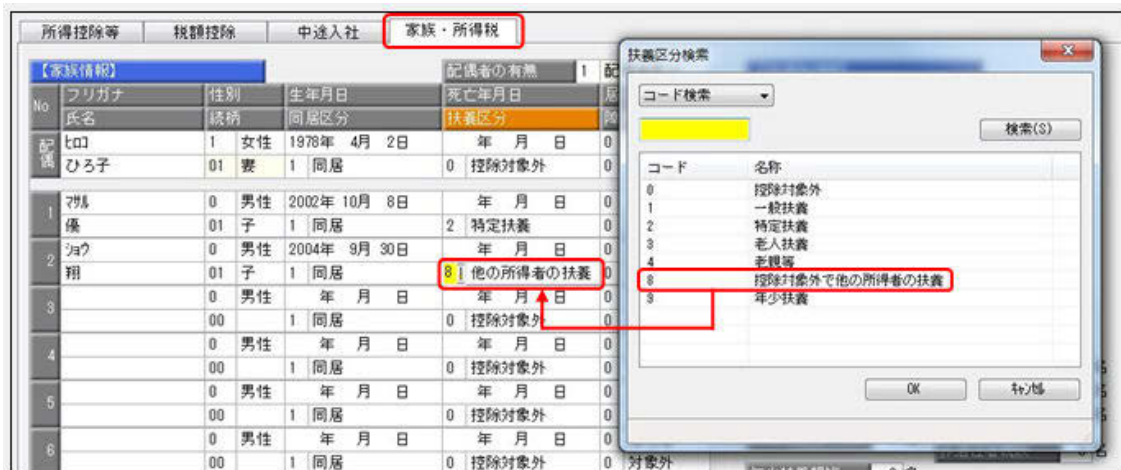 所得控除等 税額控除 中途入社 家族・所得税
【家族情報】 配偶者の有無 1 配
No フリガナ 性別 生年月日 死亡年月日
氏名 続柄 同居区分 扶養区分
配偶 ﾋﾛｺ 1 女性 1978年 4月 2日 年 月 日 0
ひろ子 01 妻 1 同居 0 控除対象外 0
1 ﾏｻﾙ 0 男性 2002年 10月 8日 年 月 日 0
優 01 子 1 同居 2 特定扶養 0
2 ｼｮｳ 0 男性 2004年 9月 30日 年 月 日 0
翔 01 子 1 同居 8 他の所得者の扶養 0
3 0 男性 年 月 日 年 月 日 0
00 1 同居 0 控除対象外 0
4 0 男性 年 月 日 年 月 日 0
00 1 同居 0 控除対象外 0
5 0 男性 年 月 日 年 月 日 0
00 1 同居 0 控除対象外 0
6 0 男性 年 月 日 年 月 日 0
00 1 同居 0 控除対象外 0 対象外
扶養区分検索
コード検索
検索(S)
コード 名称
0 控除対象外
1 一般扶養
2 特定扶養
3 老人扶養
4 老親等
8 控除対象外で他の所得者の扶養
9 年少扶養
OK ｷｬﾝｾﾙ